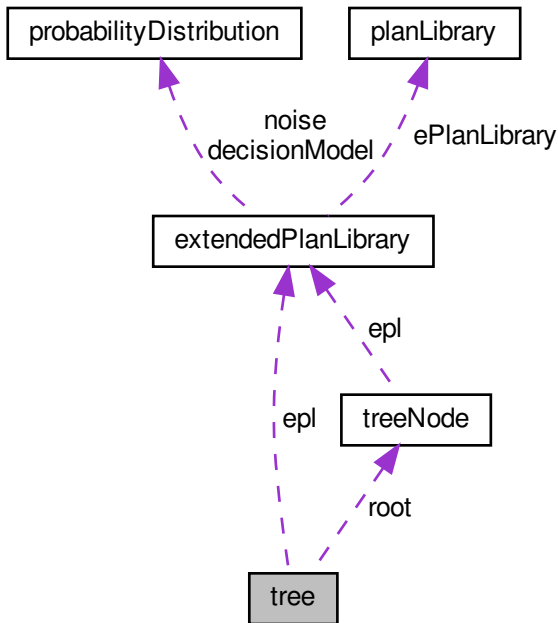 probabilityDistribution
planLibrary
noise
decisionModel
ePlanLibrary
extendedPlanLibrary
epl
treeNode
epl
root
tree